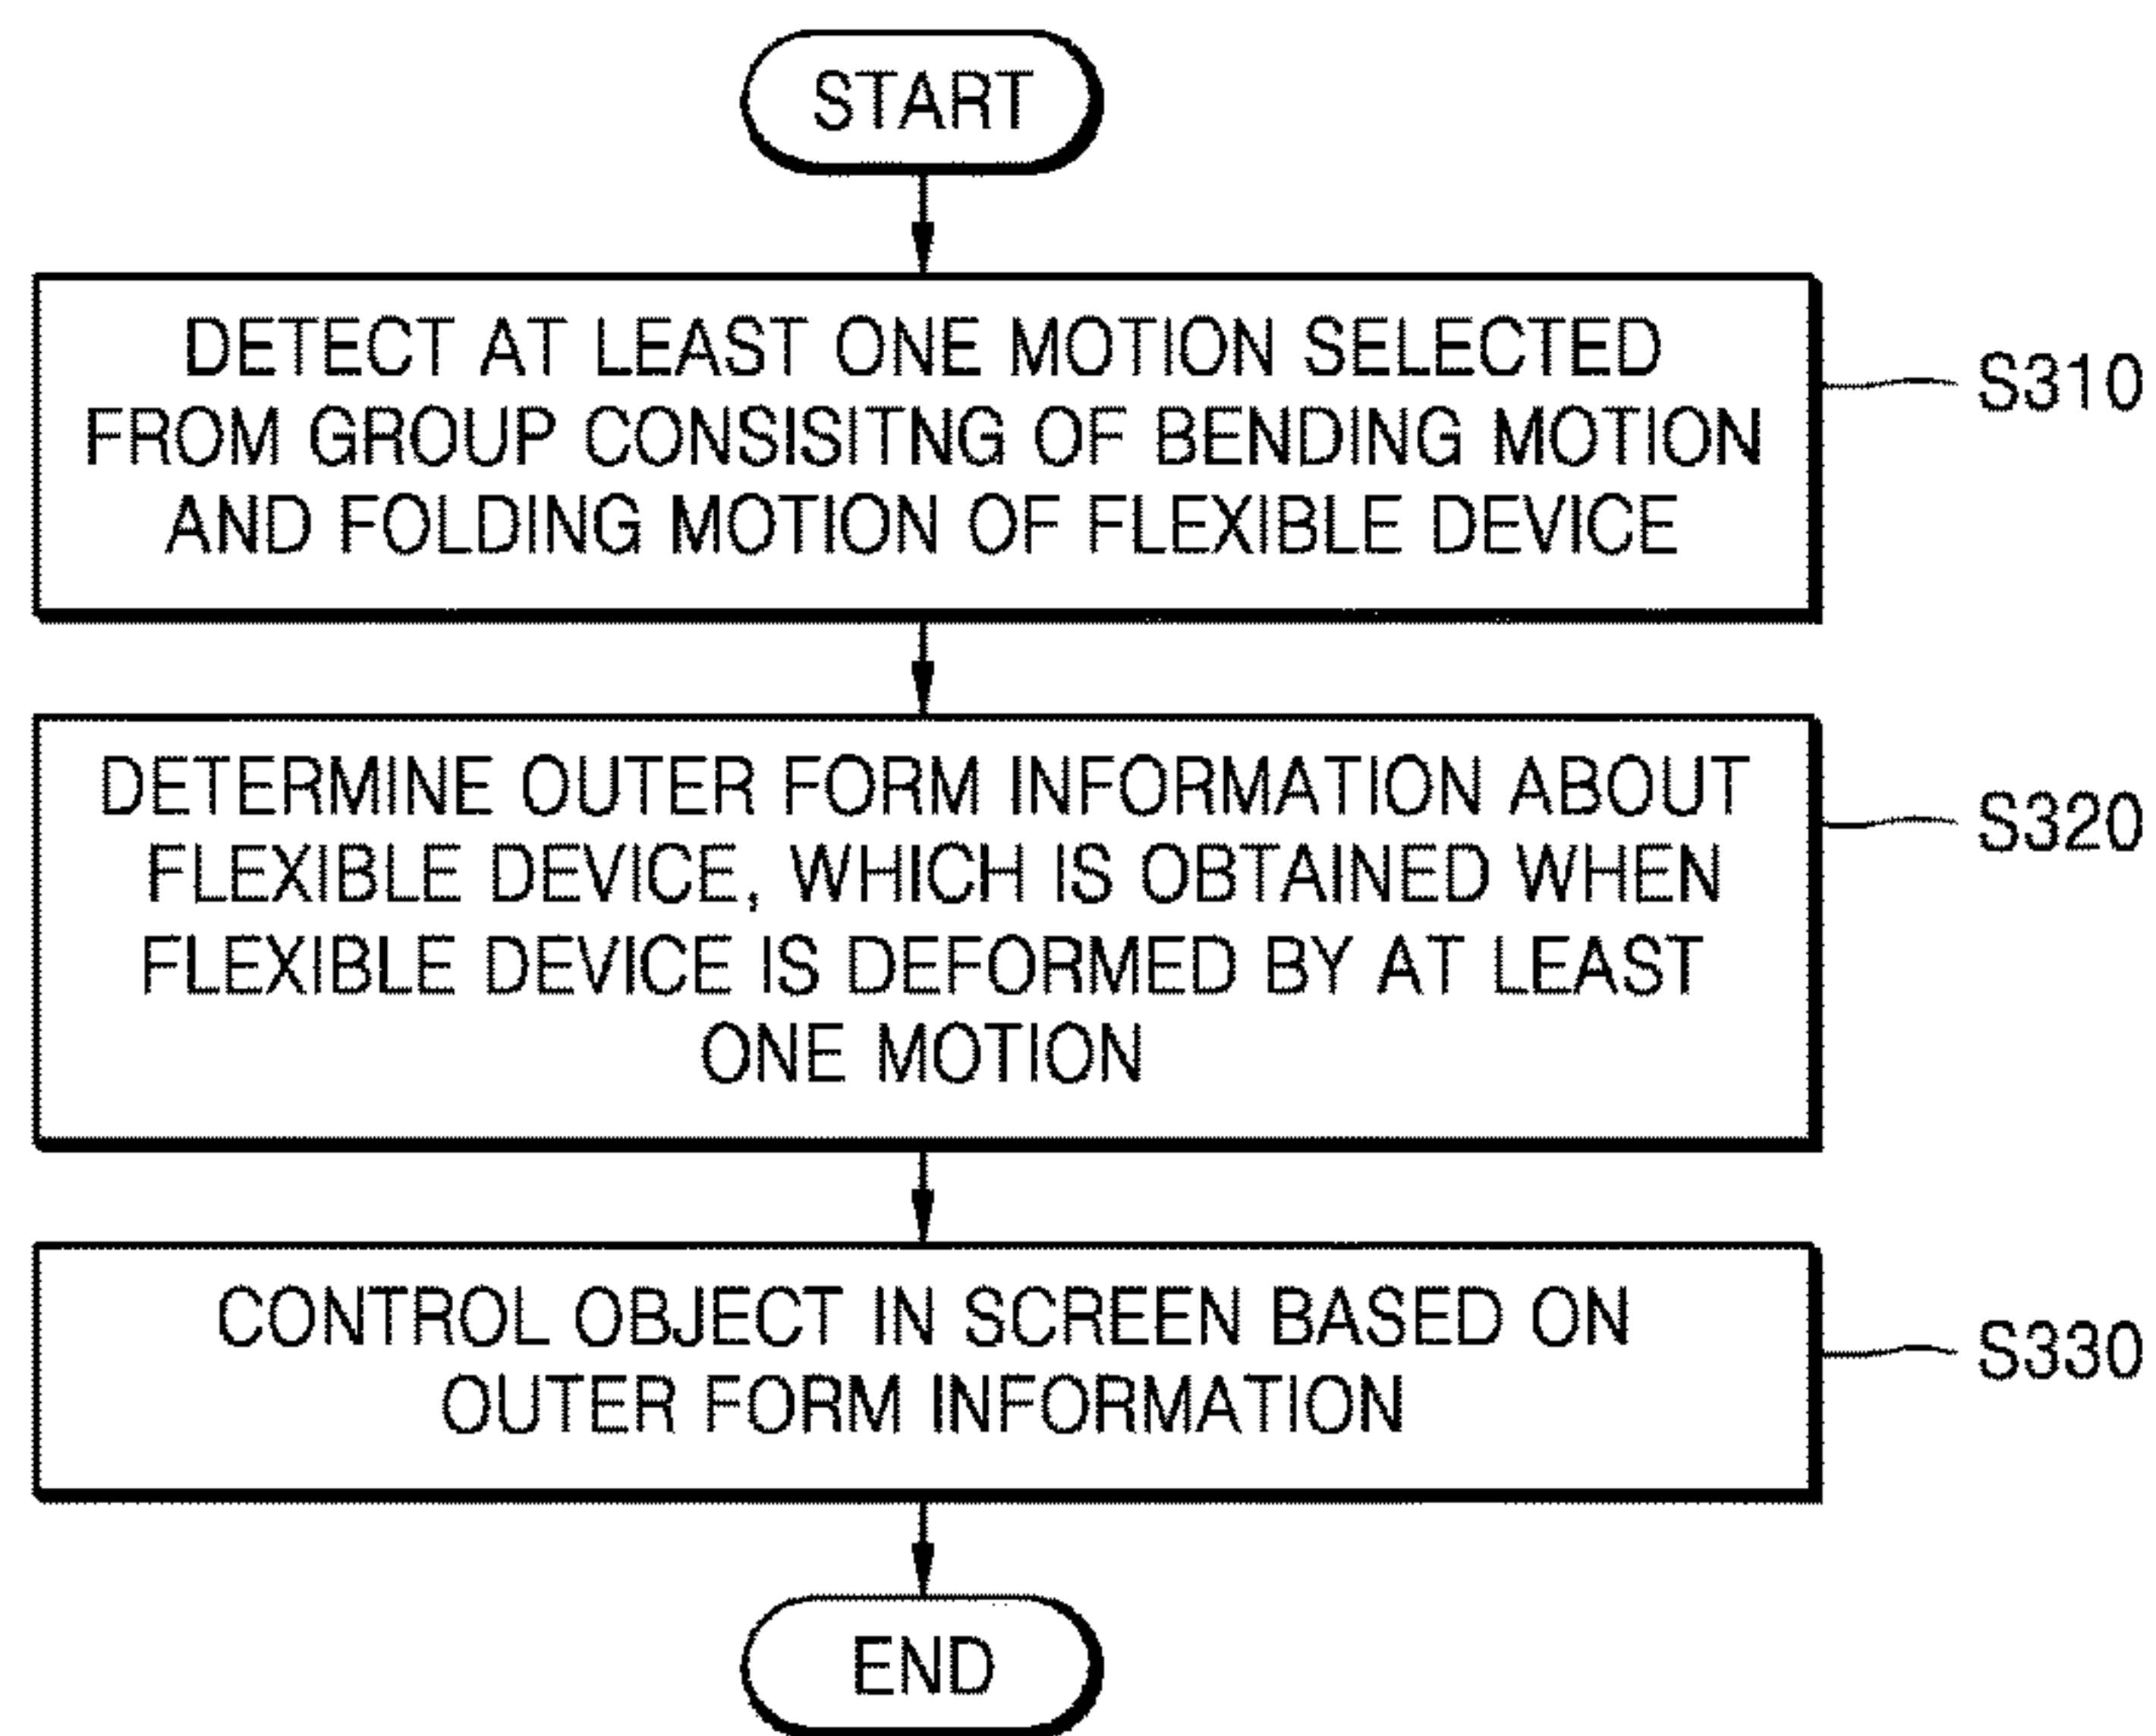 START
DETECT AT LEAST ONE MOTION SELECTED
FROM GROUP CONSISITNG OF BENDING MOTION
AND FOLDING MOTION OF FLEXIBLE DEVICE
S310
DETERMINE OUTER FORM INFORMATION ABOUT
FLEXIBLE DEVICE, WHICH IS OBTAINED WHEN
FLEXIBLE DEVICE IS DEFORMED BY AT LEAST
ONE MOTION
S320
CONTROL OBJECT IN SCREEN BASED ON
OUTER FORM INFORMATION
S330
END